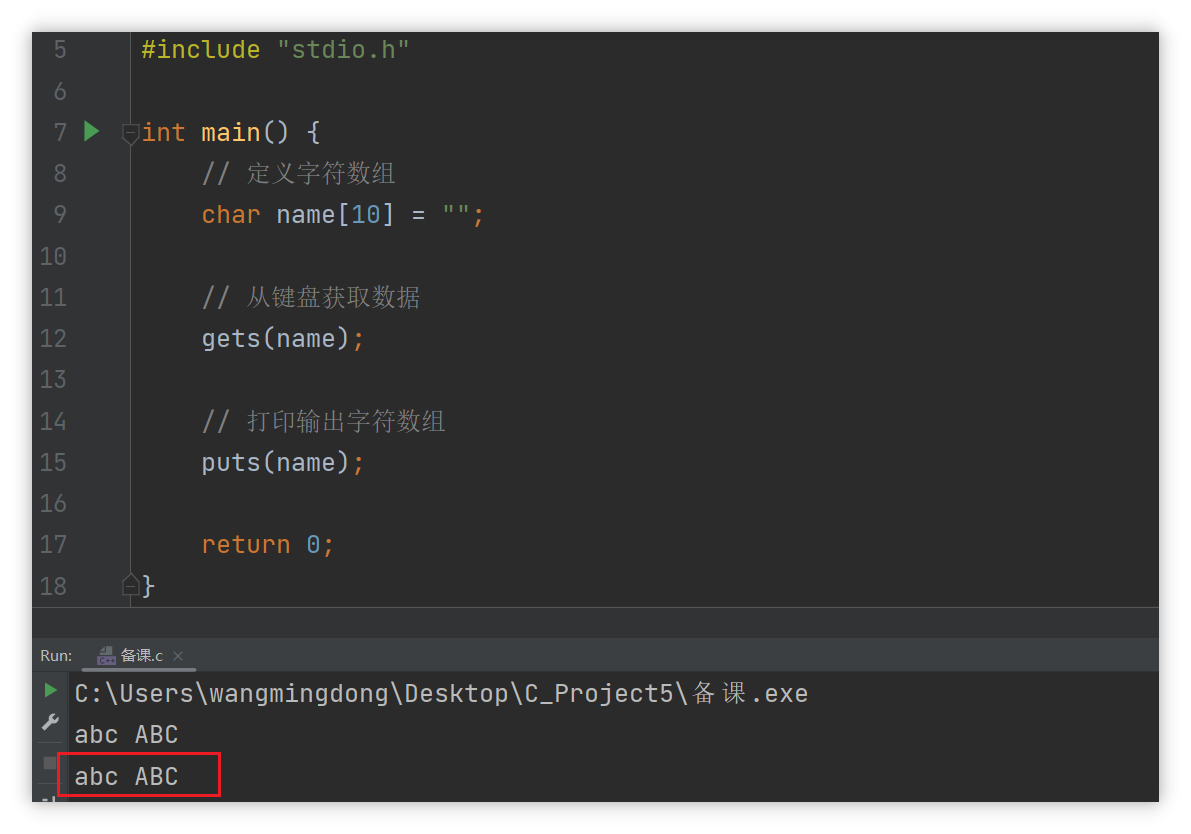 5 #include "stdio.h"
6
7 int main() {
8 // 定义字符数组
9 char name[10] = "";
10
11 // 从键盘获取数据
12 gets(name);
13
14 // 打印输出字符数组
15 puts(name);
16
17 return 0;
18 }
Run: 备课.c
C:\Users\wangmingdong\Desktop\C_Project5\备课.exe
abc ABC
abc ABC